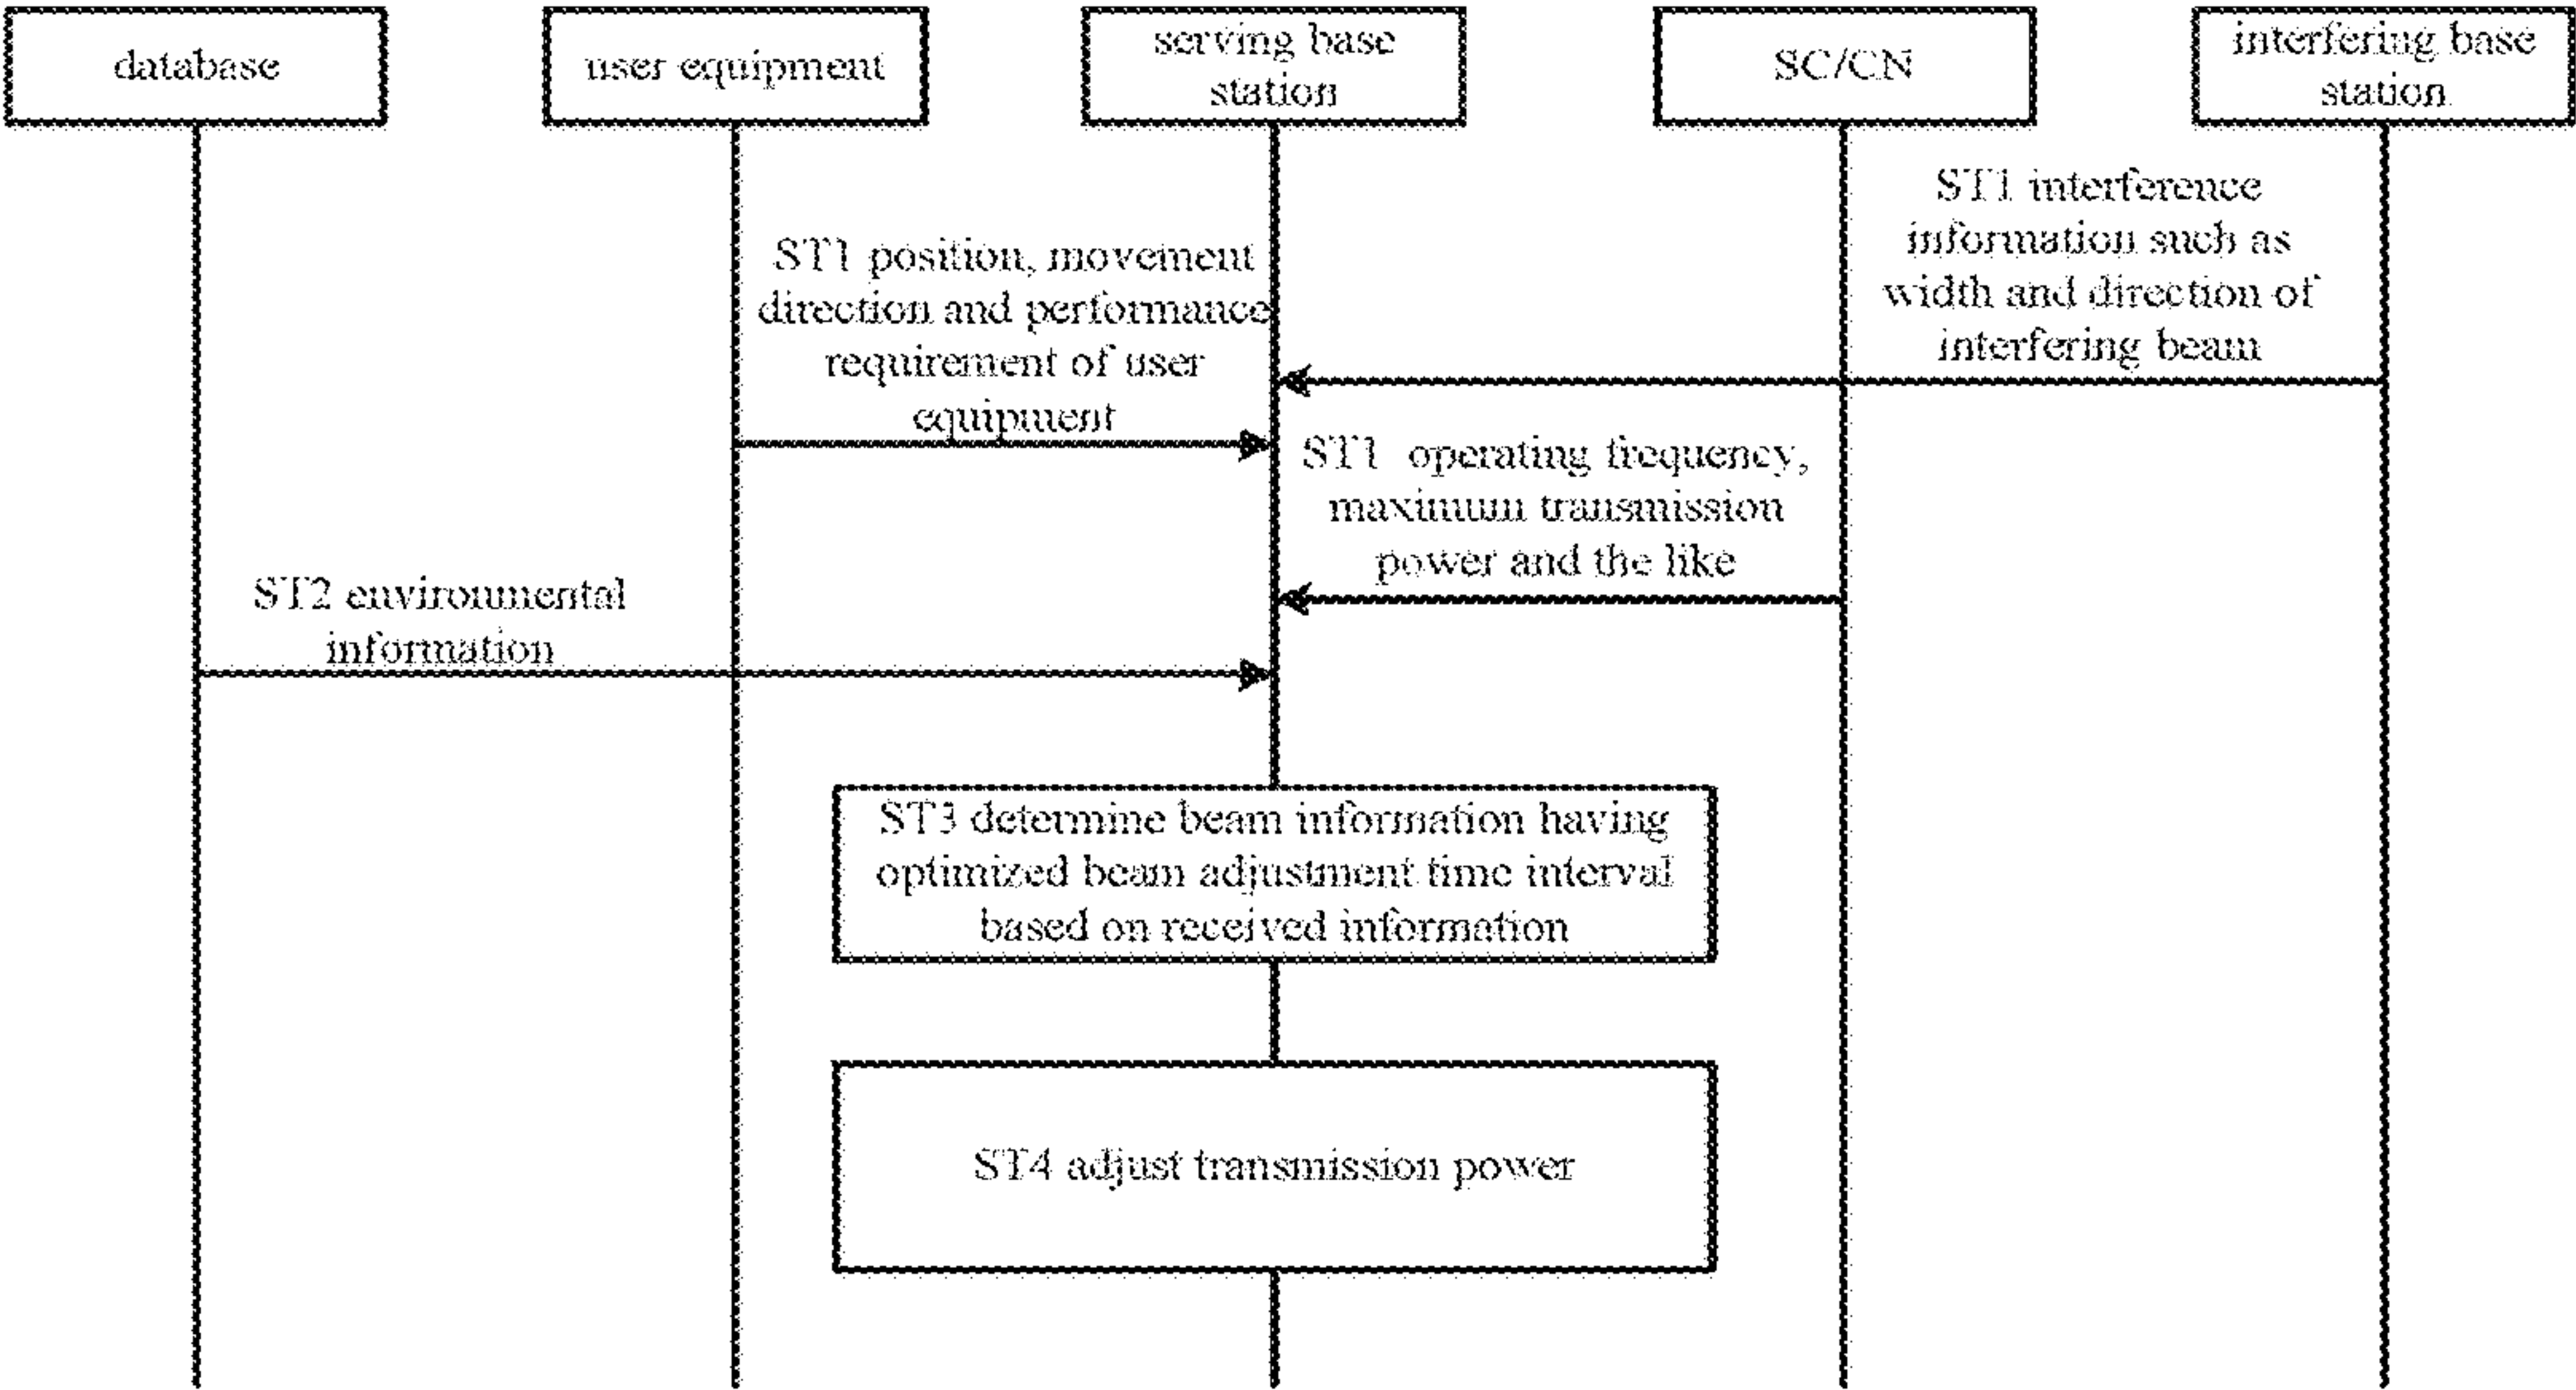 database
user equipment
serving base
station
SC/CN
interfering base
station
ST1 interference
information such as
width and direction of
interfering beam
ST1 position, movement
direction and performance
requirement of user
equipment
ST1 operating frequency,
maximum transmission
power and the like
ST2 environmental
information
ST3 determine beam information having
optimized beam adjustment time interval
based on received information
ST4 adjust transmission power